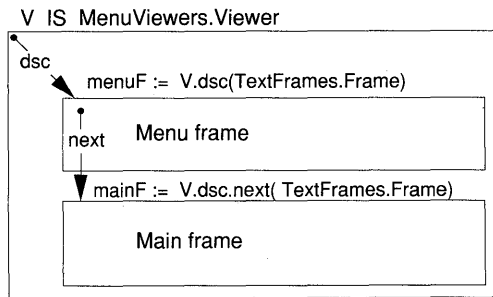 V IS MenuViewers.Viewer
dsc
menuF := V.dsc(TextFrames.Frame)
Menu frame
next
mainF := V.dsc.next( TextFrames.Frame)
Main frame